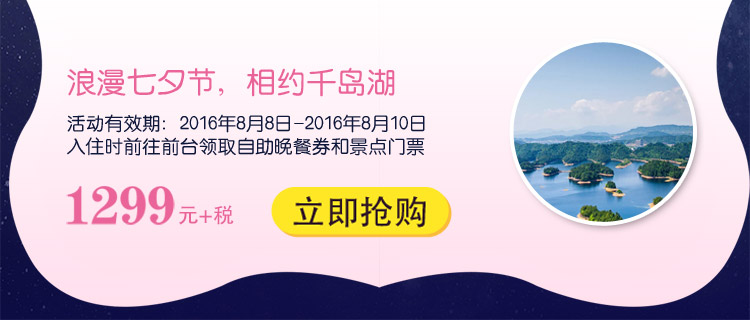 浪漫七夕节，相约千岛湖
活动有效期：2016年8月8日-2016年8月10日
入住时前往前台领取自助晚餐券和景点门票
1299元+税
立即抢购